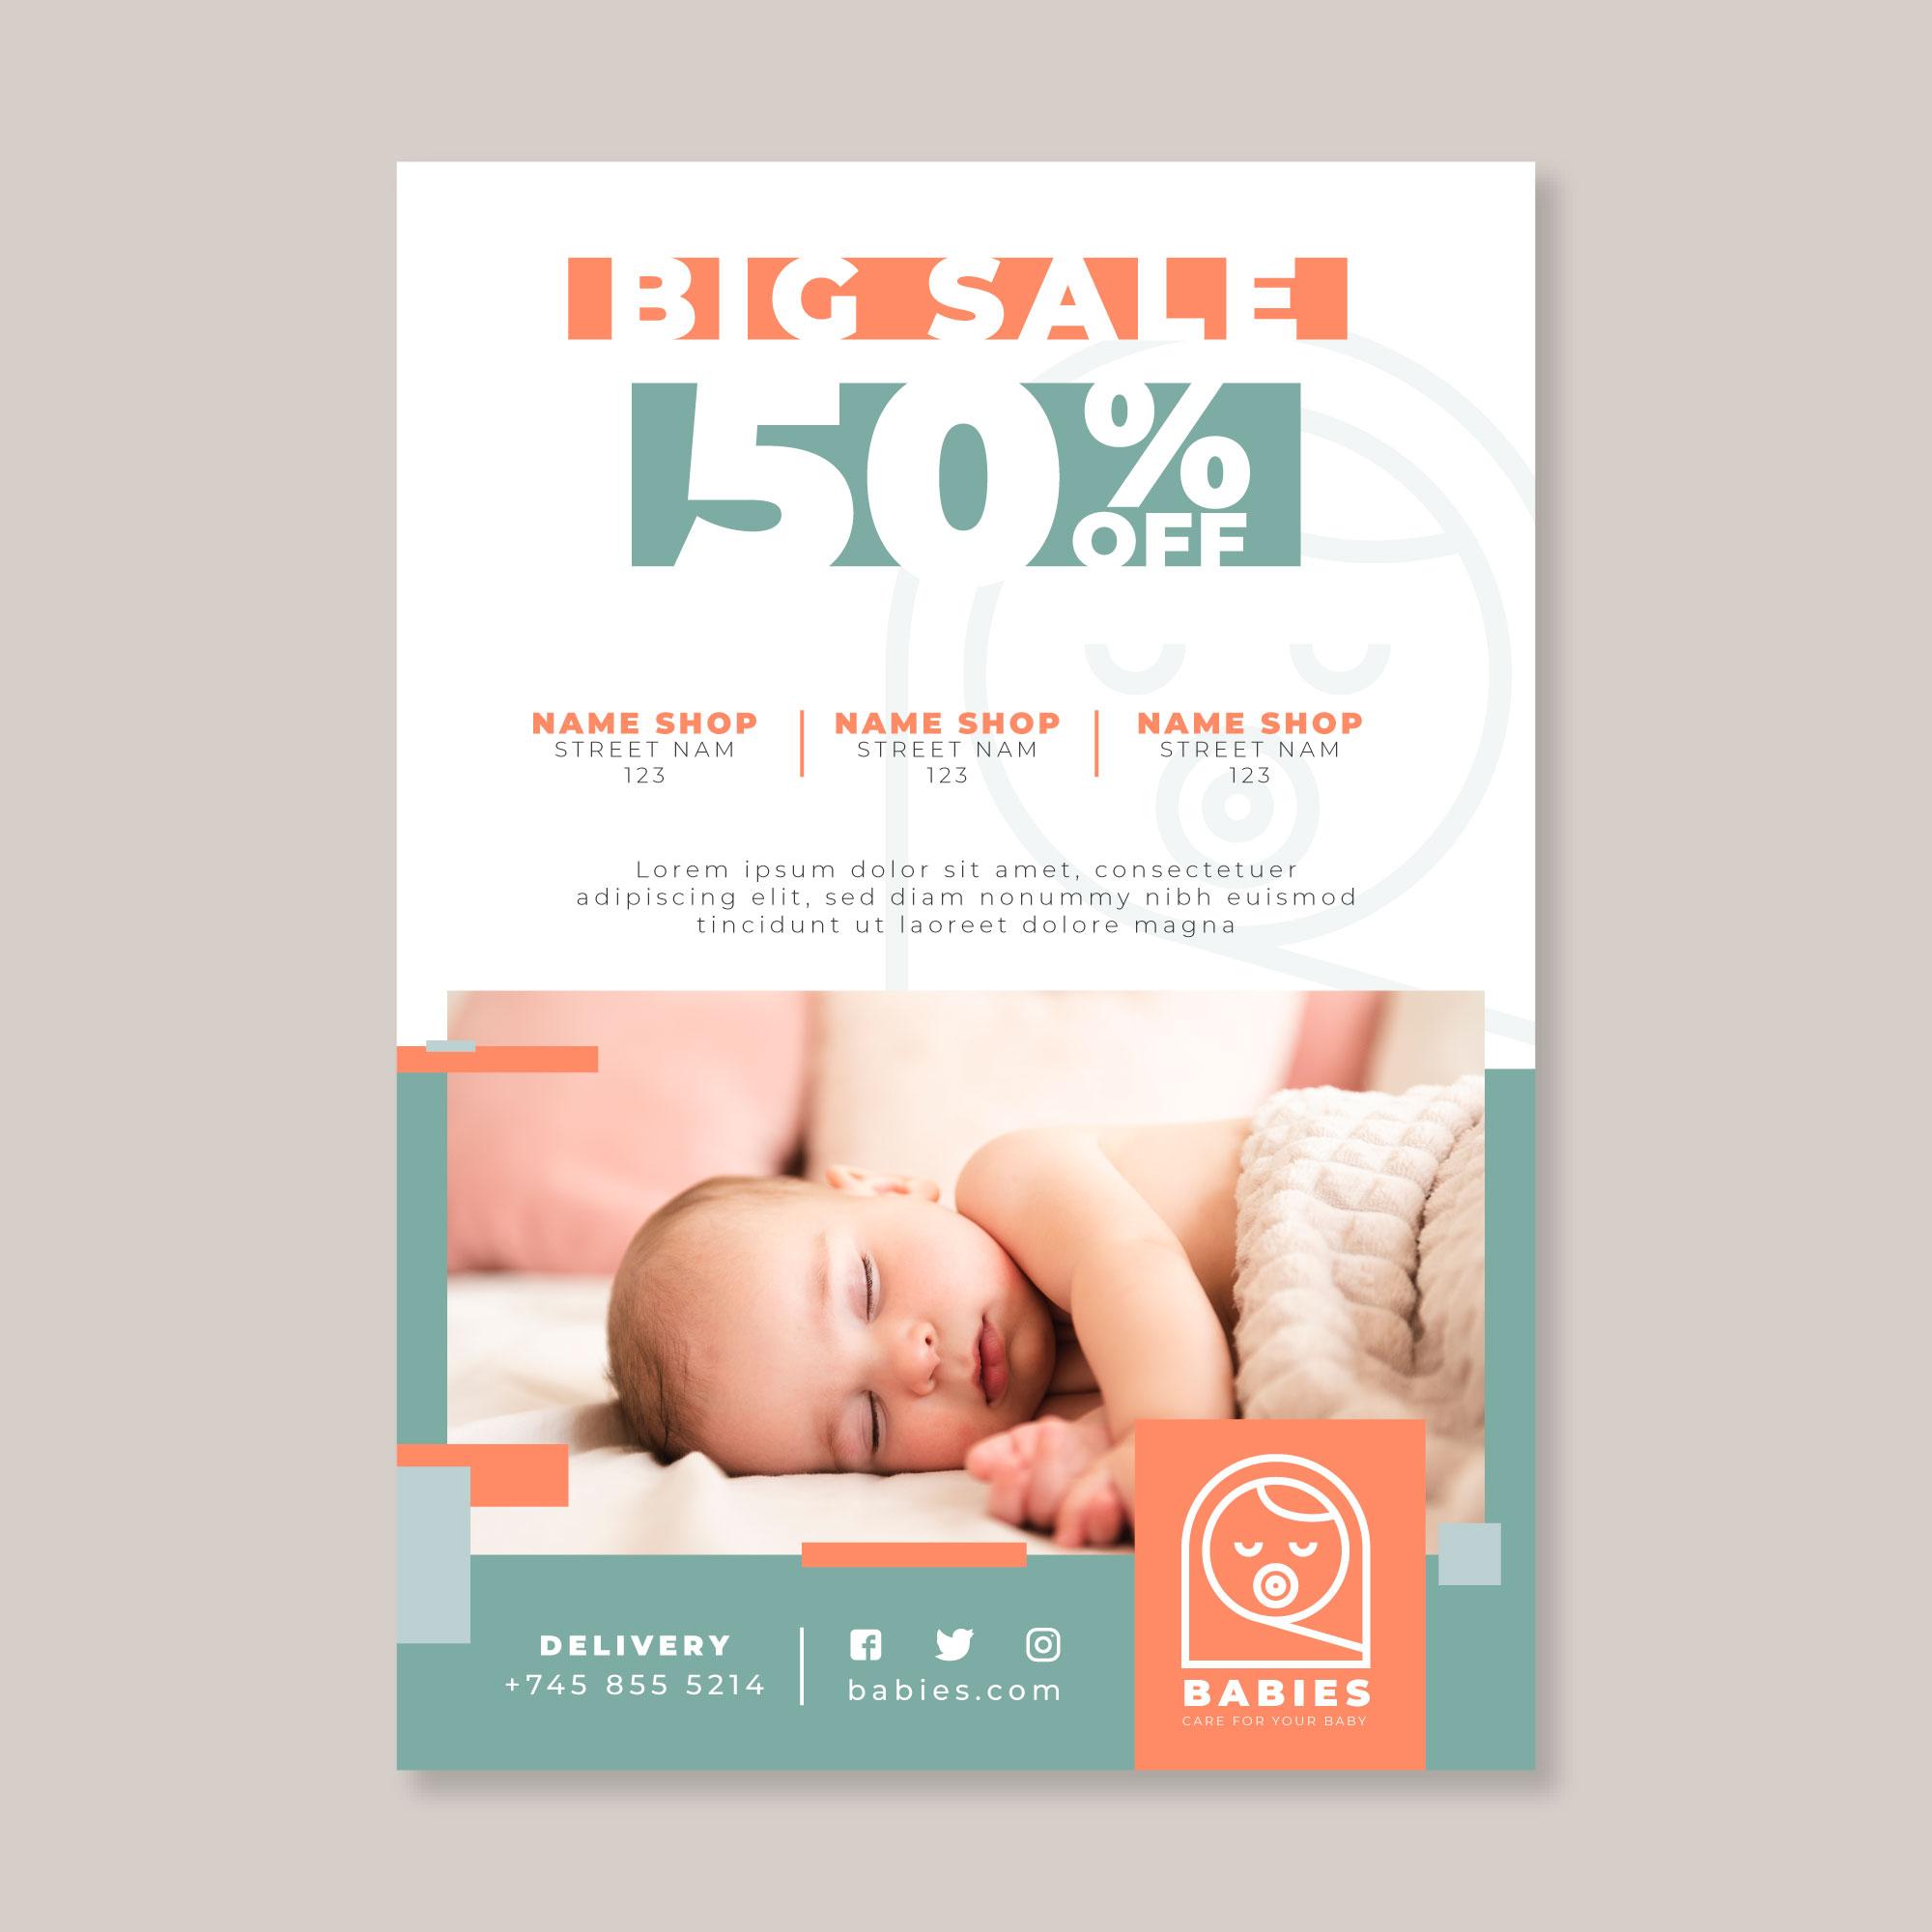 BIG SALE
50%
OFF
NAME SHOP
STREET NAM
123
NAME SHOP
STREET NAM
123
NAME SHOP
STREET NAM
123
Lorem ipsum dolor sit amet, consectetuer
adipiscing elit, sed diam nonummy nibh euismod
tincidunt ut laoreet dolore magna
DELIVERY
+745 855 5214
babies.com
BABIES
CARE FOR YOUR BABY